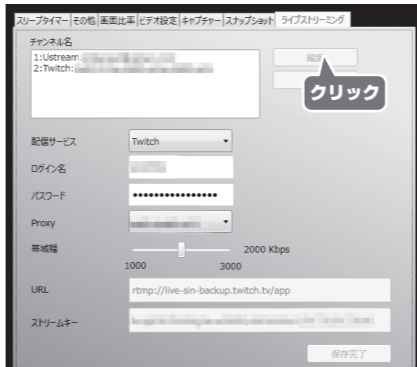 スリープタイマー その他 画面比率 ビデオ設定 キャプチャー スナップショット ライブストリーミング
チャンネル名
1:Ustream:
2:Twitch:
編集
クリック
配信サービス Twitch
ログイン名
パスワード ••••••••••••••••
Proxy
帯域幅 2000 Kbps
1000 3000
URL rtmp://live-sin-backup.twitch.tv/app
ストリームキー
保存完了